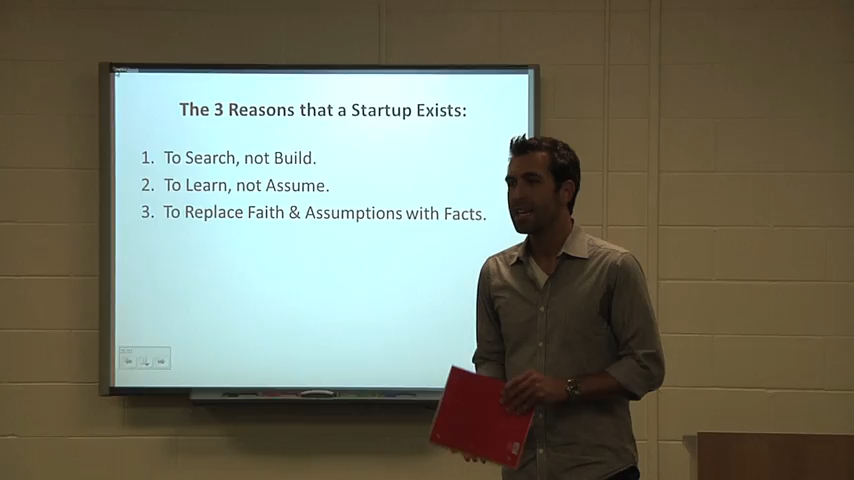 The 3 Reasons that a Startup Exists:
1. To Search, not Build.
2. To Learn, not Assume.
3. To Replace Faith & Assumptions with Facts.